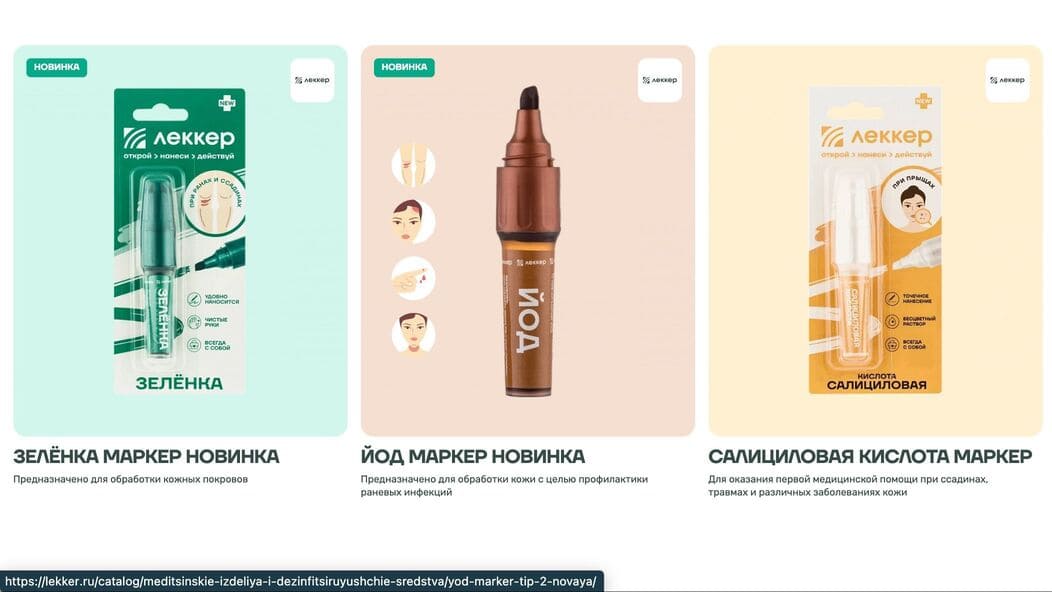 НОВИНКА
леккер
NEW
леккер
открой > нанеси > действуй
ПРИ РАНАХ И ССАДИНАХ
ЗЕЛЁНКА
УДОБНО
НАНОСИТСЯ
ЧИСТЫЕ
РУКИ
ВСЕГДА
С СОБОЙ
ЗЕЛЁНКА
НОВИНКА
леккер
леккер
ЙОД
леккер
NEW
леккер
открой > нанеси > действуй
ПРИ ПРЫЩАХ
САЛИЦИЛОВАЯ
ТОЧЕЧНОЕ
НАНЕСЕНИЕ
БЕСЦВЕТНЫЙ
РАСТВОР
ВСЕГДА
С СОБОЙ
КИСЛОТА
САЛИЦИЛОВАЯ
ЗЕЛЁНКА МАРКЕР НОВИНКА
Предназначено для обработки кожных покровов
ЙОД МАРКЕР НОВИНКА
Предназначено для обработки кожи с целью профилактики
раневых инфекций
САЛИЦИЛОВАЯ КИСЛОТА МАРКЕР
Для оказания первой медицинской помощи при ссадинах,
травмах и различных заболеваниях кожи
https://lekker.ru/catalog/meditsinskie-izdeliya-i-dezinfitsiruyushchie-sredstva/yod-marker-tip-2-novaya/